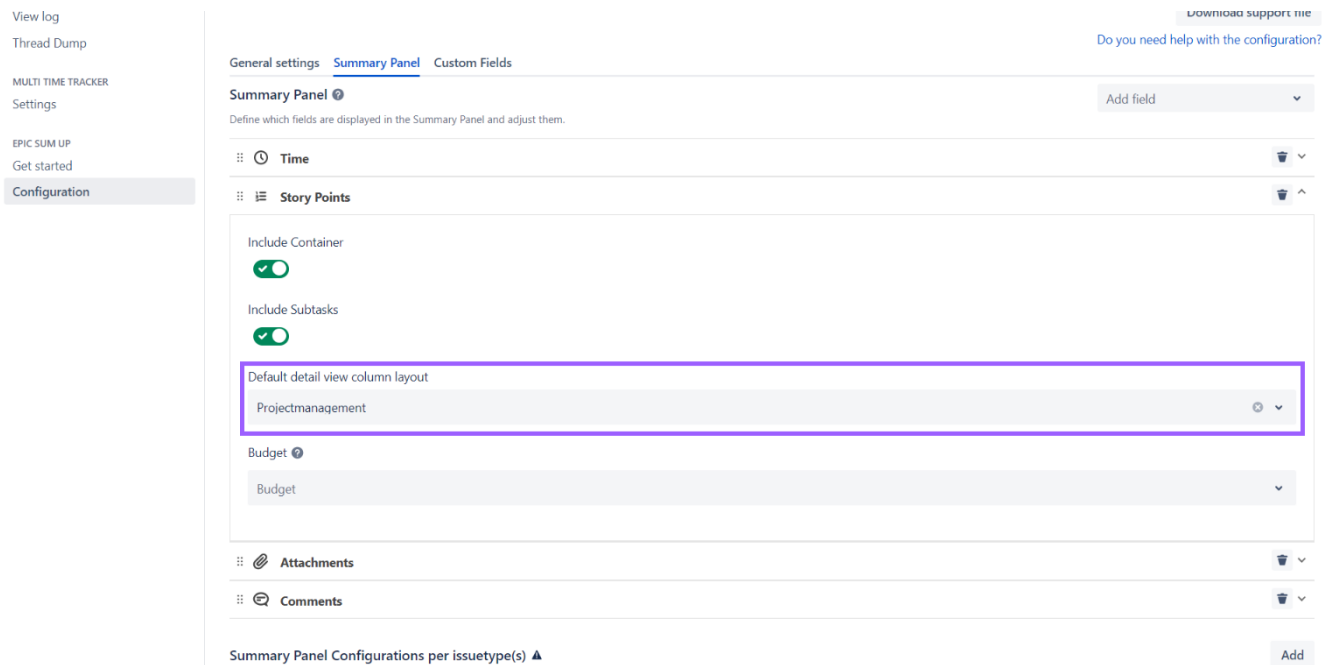 View log
Thread Dump
MULTI TIME TRACKER
Settings
EPIC SUM UP
Get started
Configuration
Download support file
Do you need help with the configuration?
General settings Summary Panel Custom Fields
Summary Panel
Add field
Define which fields are displayed in the Summary Panel and adjust them.
Time
Story Points
Include Container
Include Subtasks
Default detail view column layout
Projectmanagement
Budget
Budget
Attachments
Comments
Summary Panel Configurations per issuetype(s)
Add